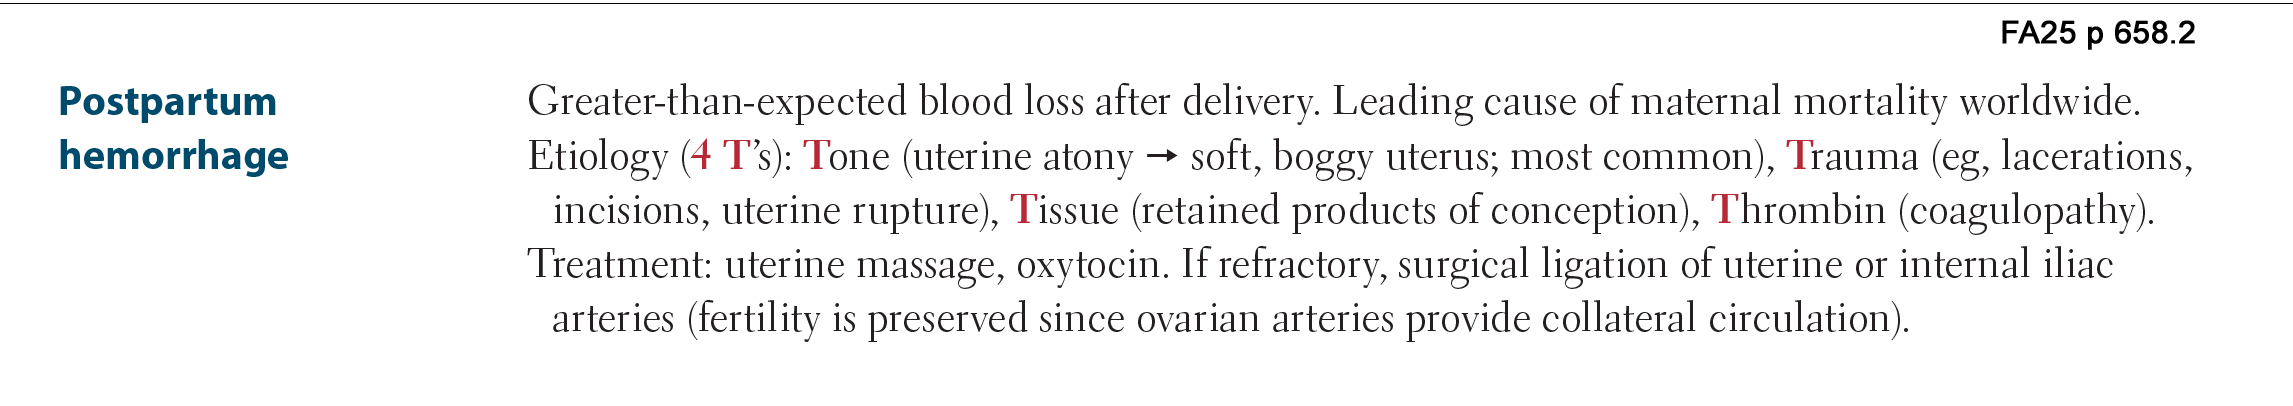 FA25 p 658.2
Postpartum
hemorrhage
Greater-than-expected blood loss after delivery. Leading cause of maternal mortality worldwide.
Etiology (4 T’s): Tone (uterine atony → soft, boggy uterus; most common), Trauma (eg, lacerations,
incisions, uterine rupture), Tissue (retained products of conception), Thrombin (coagulopathy).
Treatment: uterine massage, oxytocin. If refractory, surgical ligation of uterine or internal iliac
arteries (fertility is preserved since ovarian arteries provide collateral circulation).